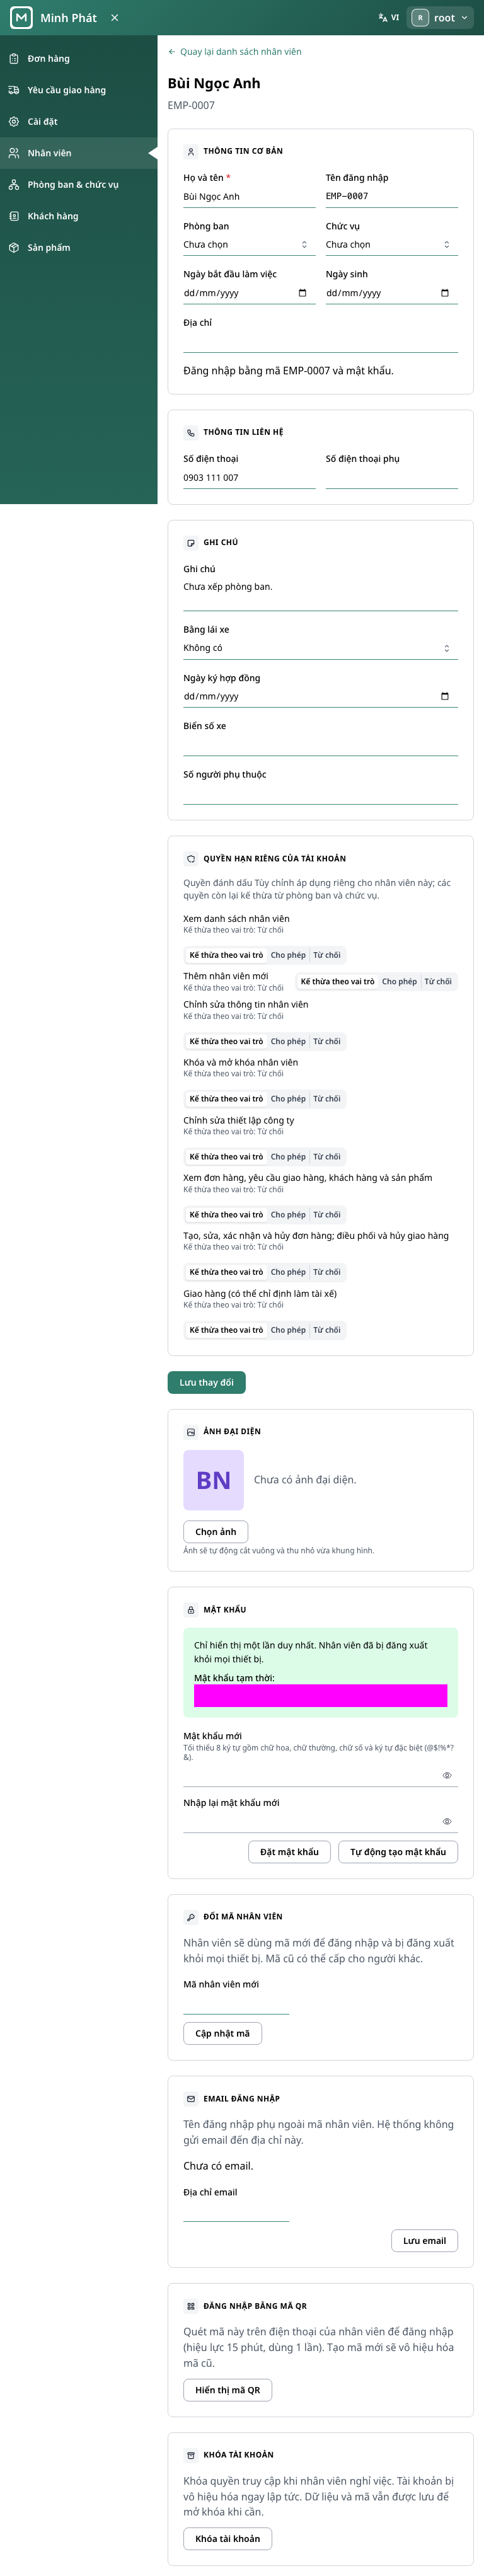 Minh Phát
VI
R
root
Đơn hàng
Yêu cầu giao hàng
Cài đặt
Nhân viên
Phòng ban & chức vụ
Khách hàng
Sản phẩm
Quay lại danh sách nhân viên
Bùi Ngọc Anh
EMP-0007
THÔNG TIN CƠ BẢN
Họ và tên *
Tên đăng nhập
Bùi Ngọc Anh
EMP-0007
Phòng ban
Chức vụ
Chưa chọn
Chưa chọn
Ngày bắt đầu làm việc
Ngày sinh
dd/mm/yyyy
dd/mm/yyyy
Địa chỉ
Đăng nhập bằng mã EMP-0007 và mật khẩu.
THÔNG TIN LIÊN HỆ
Số điện thoại
Số điện thoại phụ
0903 111 007
GHI CHÚ
Ghi chú
Chưa xếp phòng ban.
Bằng lái xe
Không có
Ngày ký hợp đồng
dd/mm/yyyy
Biển số xe
Số người phụ thuộc
QUYỀN HẠN RIÊNG CỦA TÀI KHOẢN
Quyền đánh dấu Tùy chỉnh áp dụng riêng cho nhân viên này; các
quyền còn lại kế thừa từ phòng ban và chức vụ.
Xem danh sách nhân viên
Kế thừa theo vai trò: Từ chối
Kế thừa theo vai trò Cho phép Từ chối
Thêm nhân viên mới
Kế thừa theo vai trò: Từ chối
Kế thừa theo vai trò Cho phép Từ chối
Chỉnh sửa thông tin nhân viên
Kế thừa theo vai trò: Từ chối
Kế thừa theo vai trò Cho phép Từ chối
Khóa và mở khóa nhân viên
Kế thừa theo vai trò: Từ chối
Kế thừa theo vai trò Cho phép Từ chối
Chỉnh sửa thiết lập công ty
Kế thừa theo vai trò: Từ chối
Kế thừa theo vai trò Cho phép Từ chối
Xem đơn hàng, yêu cầu giao hàng, khách hàng và sản phẩm
Kế thừa theo vai trò: Từ chối
Kế thừa theo vai trò Cho phép Từ chối
Tạo, sửa, xác nhận và hủy đơn hàng; điều phối và hủy giao hàng
Kế thừa theo vai trò: Từ chối
Kế thừa theo vai trò Cho phép Từ chối
Giao hàng (có thể chỉ định làm tài xế)
Kế thừa theo vai trò: Từ chối
Kế thừa theo vai trò Cho phép Từ chối
Lưu thay đổi
ẢNH ĐẠI DIỆN
BN
Chưa có ảnh đại diện.
Chọn ảnh
Ảnh sẽ tự động cắt vuông và thu nhỏ vừa khung hình.
MẬT KHẨU
Chỉ hiển thị một lần duy nhất. Nhân viên đã bị đăng xuất
khỏi mọi thiết bị.
Mật khẩu tạm thời:
Mật khẩu mới
Tối thiểu 8 ký tự gồm chữ hoa, chữ thường, chữ số và ký tự đặc biệt (@$!%*?
&).
Nhập lại mật khẩu mới
Đặt mật khẩu
Tự động tạo mật khẩu
ĐỔI MÃ NHÂN VIÊN
Nhân viên sẽ dùng mã mới để đăng nhập và bị đăng xuất
khỏi mọi thiết bị. Mã cũ có thể cấp cho người khác.
Mã nhân viên mới
Cập nhật mã
EMAIL ĐĂNG NHẬP
Tên đăng nhập phụ ngoài mã nhân viên. Hệ thống không
gửi email đến địa chỉ này.
Chưa có email.
Địa chỉ email
Lưu email
ĐĂNG NHẬP BẰNG MÃ QR
Quét mã này trên điện thoại của nhân viên để đăng nhập
(hiệu lực 15 phút, dùng 1 lần). Tạo mã mới sẽ vô hiệu hóa
mã cũ.
Hiển thị mã QR
KHÓA TÀI KHOẢN
Khóa quyền truy cập khi nhân viên nghỉ việc. Tài khoản bị
vô hiệu hóa ngay lập tức. Dữ liệu và mã vẫn được lưu để
mở khóa khi cần.
Khóa tài khoản